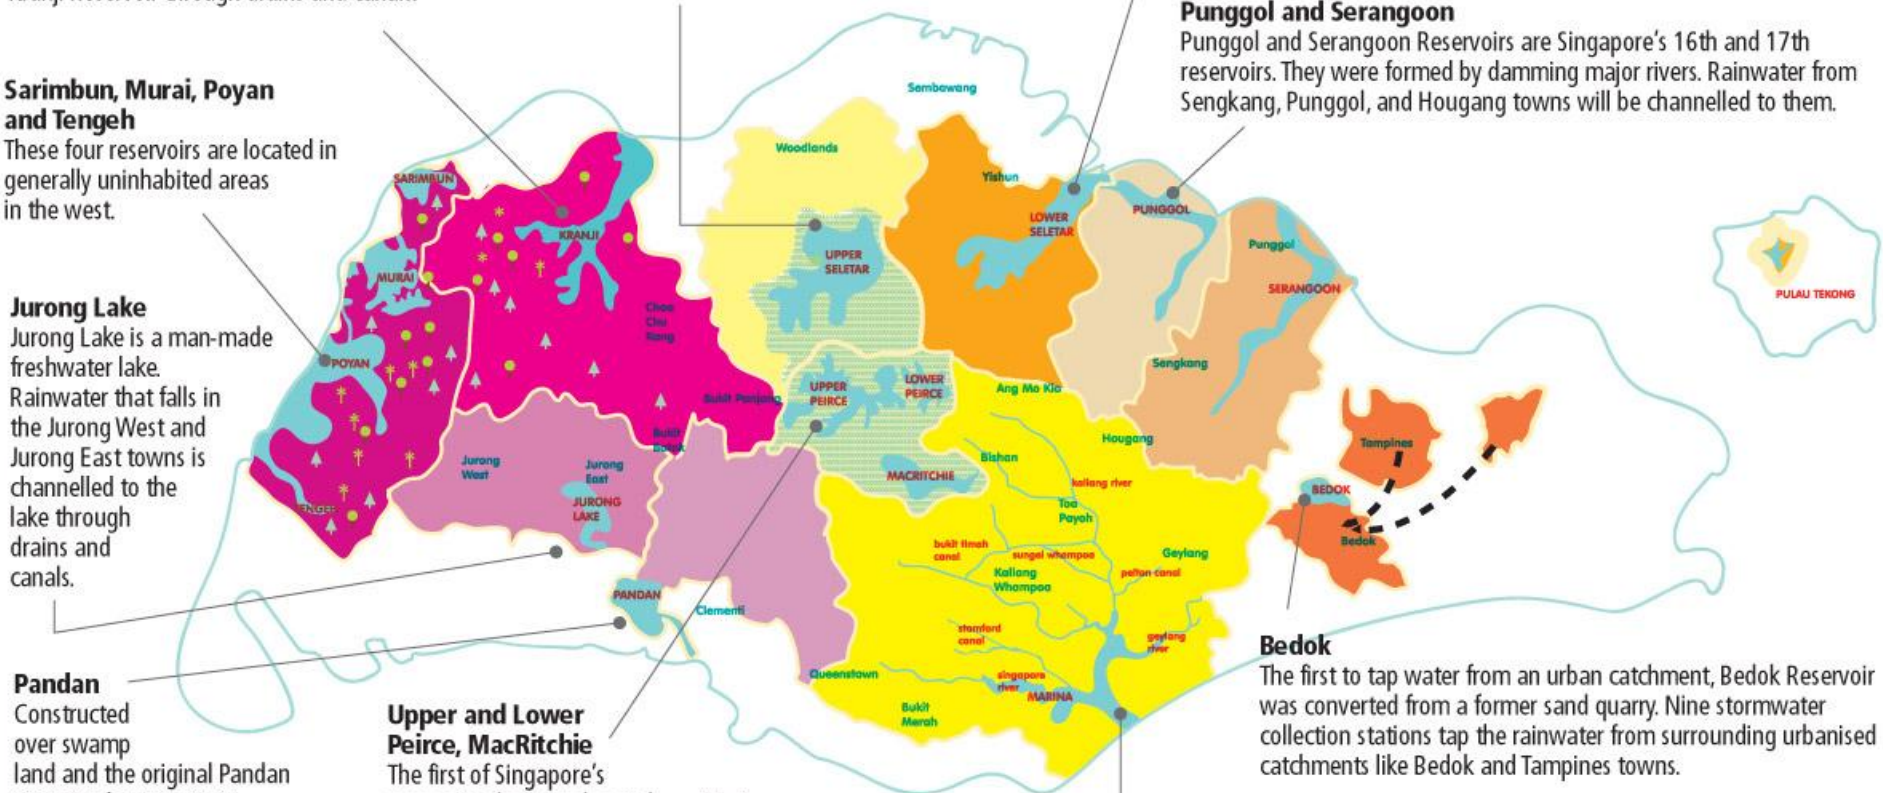 Punggol and Serangoon
Punggol and Serangoon Reservoirs are Singapore's 16th and 17th
reservoirs. They were formed by damming major rivers. Rainwater from
Sengkang, Punggol, and Hougang towns will be channelled to them.
Sarimbun, Murai, Poyan
and Tengeh
These four reservoirs are located in
generally uninhabited areas
in the west.
Jurong Lake
Jurong Lake is a man-made
freshwater lake.
Rainwater that falls in
the Jurong West and
Jurong East towns is
channelled to the
lake through
drains and
canals.
Pandan
Constructed
over swamp
land and the original Pandan
Upper and Lower
Peirce, MacRitchie
The first of Singapore's
Bedok
The first to tap water from an urban catchment, Bedok Reservoir
was converted from a former sand quarry. Nine stormwater
collection stations tap the rainwater from surrounding urbanised
catchments like Bedok and Tampines towns.
Sembawang
Woodlands
Yishun
SARIMBUN
KRANJI
MURAI
POYAN
ENGEH
Choa
Chu
Kang
Bukit Panjang
Bukit
Batok
UPPER
SELETAR
LOWER
SELETAR
PUNGGOL
Punggol
SERANGOON
Sengkang
PULAU TEKONG
UPPER
PEIRCE
LOWER
PEIRCE
MACRITCHIE
Ang Mo Kio
Hougang
Bishan
kallang river
Toa
Payoh
bukit timah
canal
sungei whampoa
Kallang
Whampoa
Geylang
pelton canal
stamford
canal
geylang
river
singapore
river
MARINA
Queenstown
Bukit
Merah
Jurong
West
Jurong
East
JURONG
LAKE
PANDAN
Clementi
Tampines
BEDOK
Bedok